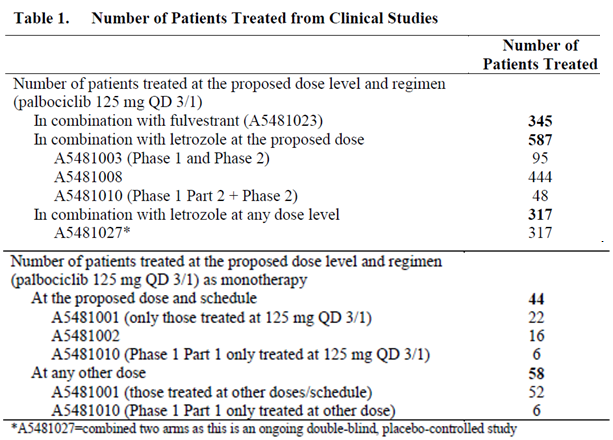 Table 1. Number of Patients Treated from Clinical Studies
Number of
Patients Treated
Number of patients treated at the proposed dose level and regimen
(palbociclib 125 mg QD 3/1)
In combination with fulvestrant (A5481023) 345
In combination with letrozole at the proposed dose 587
A5481003 (Phase 1 and Phase 2) 95
A5481008 444
A5481010 (Phase 1 Part 2 + Phase 2) 48
In combination with letrozole at any dose level 317
A5481027* 317
Number of patients treated at the proposed dose level and regimen
(palbociclib 125 mg QD 3/1) as monotherapy
At the proposed dose and schedule 44
A5481001 (only those treated at 125 mg QD 3/1) 22
A5481002 16
A5481010 (Phase 1 Part 1 only treated at 125 mg QD 3/1) 6
At any other dose 58
A5481001 (those treated at other doses/schedule) 52
A5481010 (Phase 1 Part 1 only treated at other dose) 6
*A5481027=combined two arms as this is an ongoing double-blind, placebo-controlled study